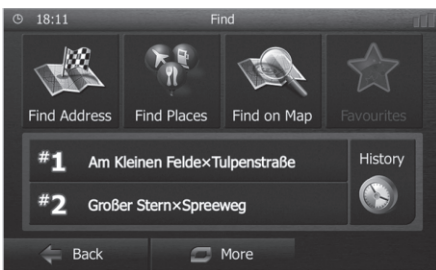 18:11 Find
Find Address Find Places Find on Map Favourites
#1 Am Kleinen Felde×Tulpenstraße History
#2 Großer Stern×Spreeweg
Back More